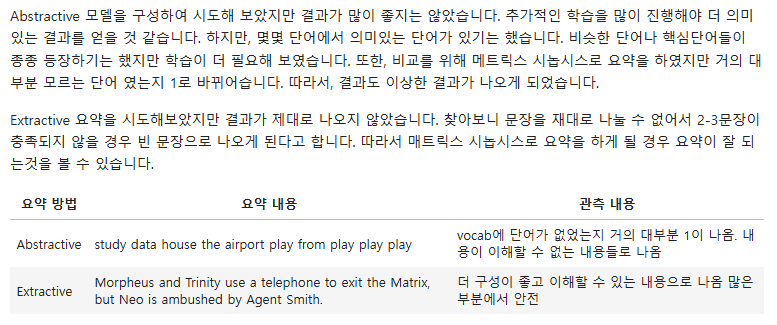 Abstractive 모델을 구성하여 시도해 보았지만 결과가 많이 좋지는 않았습니다. 추가적인 학습을 많이 진행해야 더 의미
있는 결과를 얻을 것 같습니다. 하지만, 몇몇 단어에서 의미있는 단어가 있기는 했습니다. 비슷한 단어나 핵심단어들이
종종 등장하기는 했지만 학습이 더 필요해 보였습니다. 또한, 비교를 위해 메트릭스 시놉시스로 요약을 하였지만 거의 대
부분 모르는 단어 였는지 1로 바뀌어습니다. 따라서, 결과도 이상한 결과가 나오게 되었습니다.
Extractive 요약을 시도해보았지만 결과가 제대로 나오지 않았습니다. 찾아보니 문장을 재대로 나눌 수 없어서 2-3문장이
충족되지 않을 경우 빈 문장으로 나오게 된다고 합니다. 따라서 매트릭스 시놉시스로 요약을 하게 될 경우 요약이 잘 되
는것을 볼 수 있습니다.
요약 방법 요약 내용 관측 내용
Abstractive study data house the airport play from play play play
vocab에 단어가 없었는지 거의 대부분 1이 나옴. 내
용이 이해할 수 없는 내용들로 나옴
Extractive
Morpheus and Trinity use a telephone to exit the Matrix,
but Neo is ambushed by Agent Smith.
더 구성이 좋고 이해할 수 있는 내용으로 나옴 많은
부분에서 안전